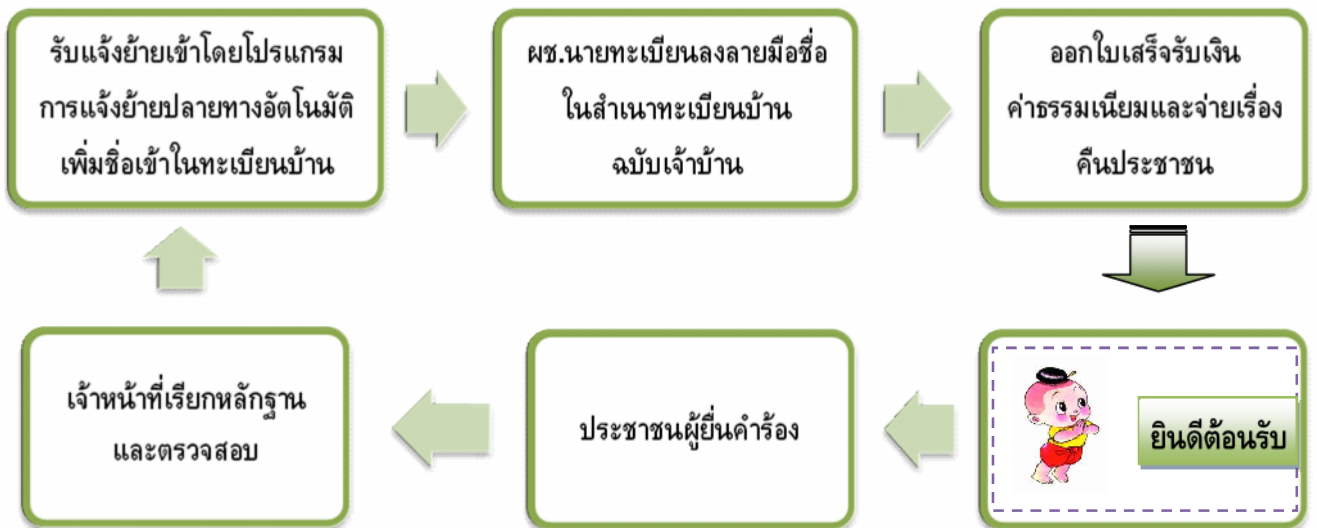 รับแจ้งย้ายเข้าโดยโปรแกรม
การแจ้งย้ายปลายทางอัตโนมัติ
เพิ่มชื่อเข้าในทะเบียนบ้าน
ผช.นายทะเบียนลงลายมือชื่อ
ในสำเนาทะเบียนบ้าน
ฉบับเจ้าบ้าน
ออกใบเสร็จรับเงิน
ค่าธรรมเนียมและจ่ายเรื่อง
คืนประชาชน
เจ้าหน้าที่เรียกหลักฐาน
และตรวจสอบ
ประชาชนผู้ยื่นคำร้อง
ยินดีต้อนรับ